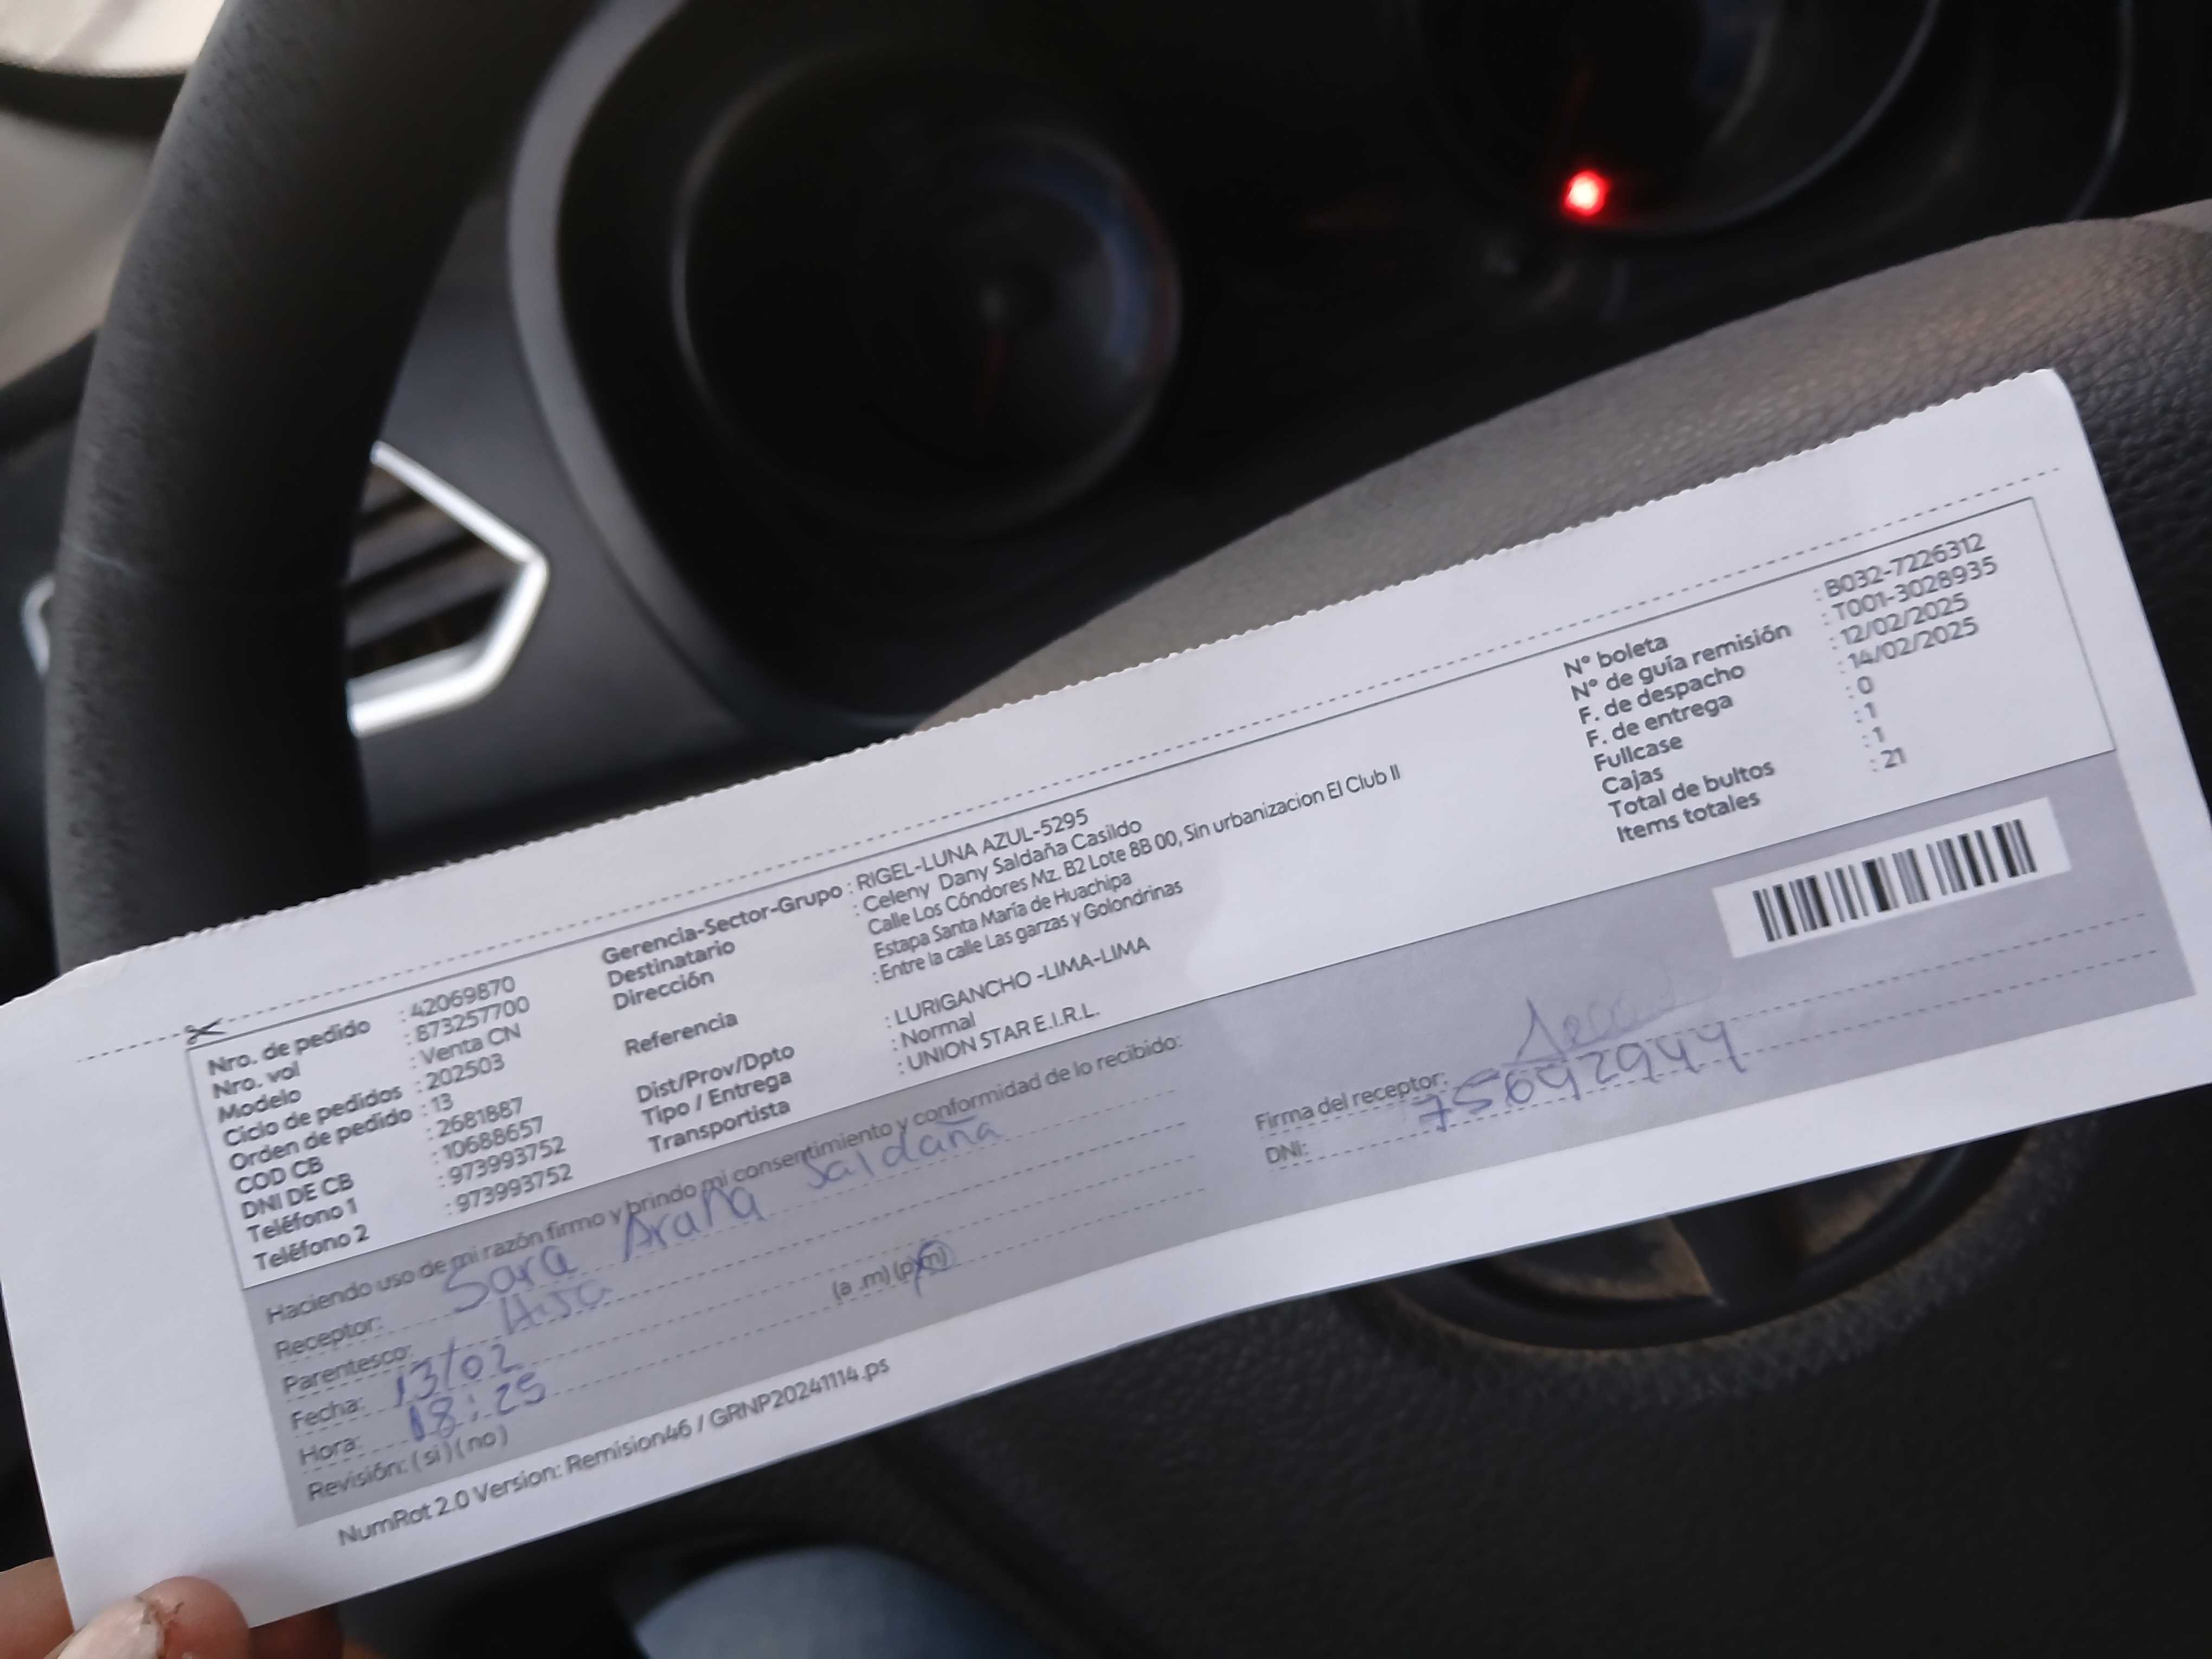 Nro. de pedido : 42069870
Nro. vol : 873257700
Modelo : Venta CN
Ciclo de pedidos : 202503
Orden de pedido : 13
COD CB : 2681887
DNI DE CB : 10688657
Teléfono 1 : 973993752
Teléfono 2 : 973993752
Gerencia-Sector-Grupo : RIGEL-LUNA AZUL-5295
Destinatario : Celeny Dany Saldaña Casildo
Dirección Calle Los Cóndores Mz. B2 Lote 8B 00, Sin urbanizacion El Club II
Estapa Santa María de Huachipa
Referencia : Entre la calle Las garzas y Golondrinas
Dist/Prov/Dpto : LURIGANCHO -LIMA-LIMA
Tipo / Entrega : Normal
Transportista : UNION STAR E.I.R.L.
N° boleta : B032-7226312
N° de guía remisión : T001-3028935
F. de despacho : 12/02/2025
F. de entrega : 14/02/2025
Fullcase : 0
Cajas : 1
Total de bultos : 1
Items totales : 21
Haciendo uso de mi razón firmo y brindo mi consentimiento y conformidad de lo recibido:
Receptor: Sara Araña Saldaña
Parentesco: Hija
Fecha: 13/02
Hora: 18:25 (a .m) (p.m)
Revisión: (si) (no)
Firma del receptor:
DNI:
NumRot 2.0 Version: Remision46 / GRNP20241114.ps